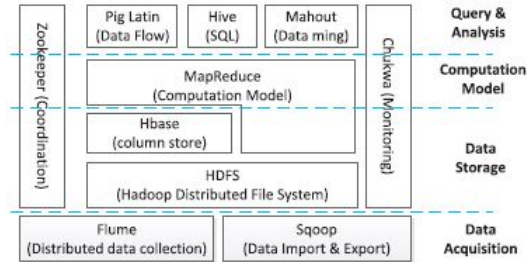 Zookeeper (Coordination)
Pig Latin
(Data Flow)
Hive
(SQL)
Mahout
(Data ming)
Chukwa (Monitoring)
Query &
Analysis
MapReduce
(Computation Model)
Computation
Model
Hbase
(column store)
HDFS
(Hadoop Distributed File System)
Data
Storage
Flume
(Distributed data collection)
Sqoop
(Data Import & Export)
Data
Acquisition